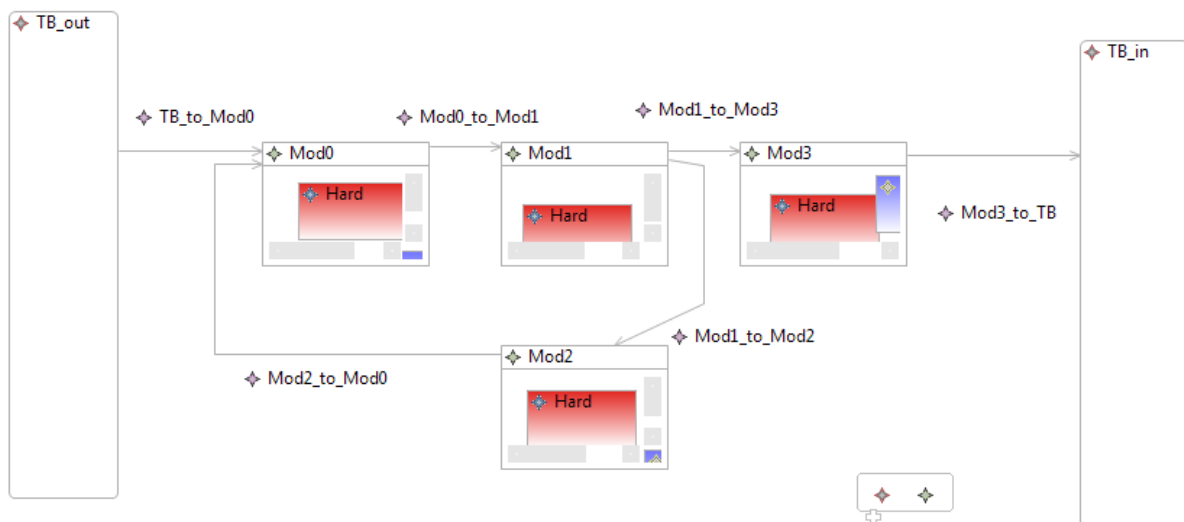 TB_out
TB_in
TB_to_Mod0
Mod0_to_Mod1
Mod1_to_Mod3
Mod0
Mod1
Mod3
Hard
Hard
Hard
Mod3_to_TB
Mod1_to_Mod2
Mod2
Mod2_to_Mod0
Hard